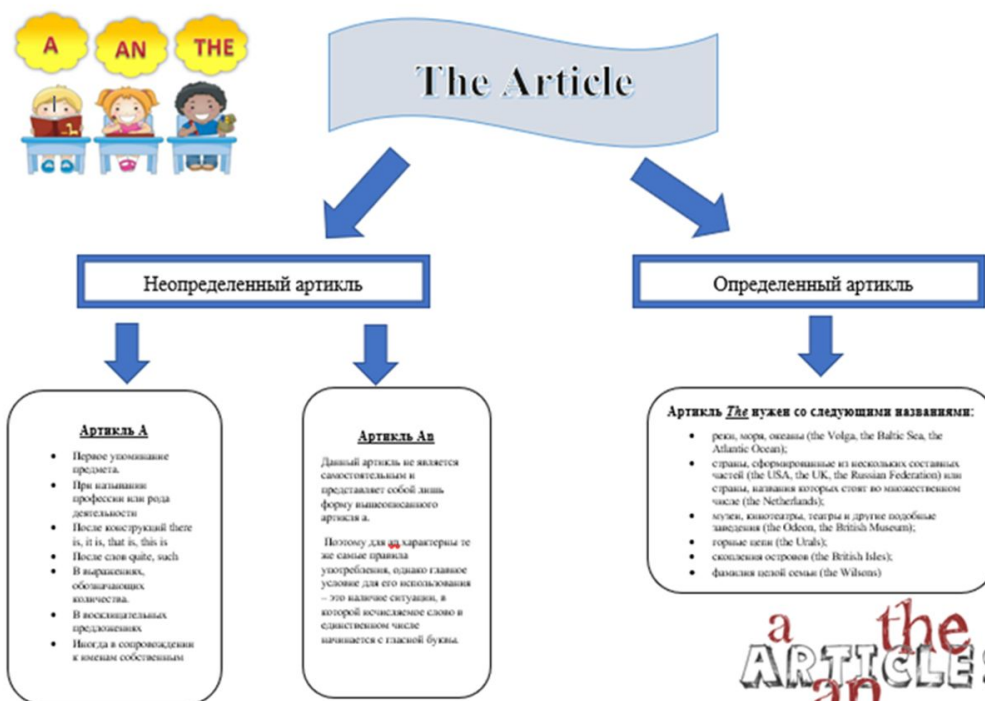 A AN THE
The Article
Неопределенный артикль
Определенный артикль
Артикль А
Первое упоминание
предмета.
При назывании
профессии или рода
деятельности
После конструкций there
is, it is, that is, this is
После слов quite, such
В выражениях,
обозначающих
количества.
В восклицательных
предложениях
Иногда в сопровождении
к именам собственным
Артикль An
Данный артикль не является
самостоятельным и
представляет собой лишь
форму вышеописанного
артикля a.
Поэтому для an характерны те
же самые правила
употребления, однако главное
условие для его использования
– это наличие ситуации, в
которой исчисляемое слово в
единственном числе
начинается с гласной буквы.
Артикль The нужен со следующими названиями:
реки, моря, океаны (the Volga, the Baltic Sea, the
Atlantic Ocean);
страны, сформированные из нескольких составных
частей (the USA, the UK, the Russian Federation) или
страны, названия которых стоят во множественном
числе (the Netherlands);
музеи, кинотеатры, театры и другие подобные
заведения (the Odeon, the British Museum);
горные цепи (the Urals);
скопления островов (the British Isles);
фамилия целой семьи (the Wilsons)
a the
ARTICLES
an